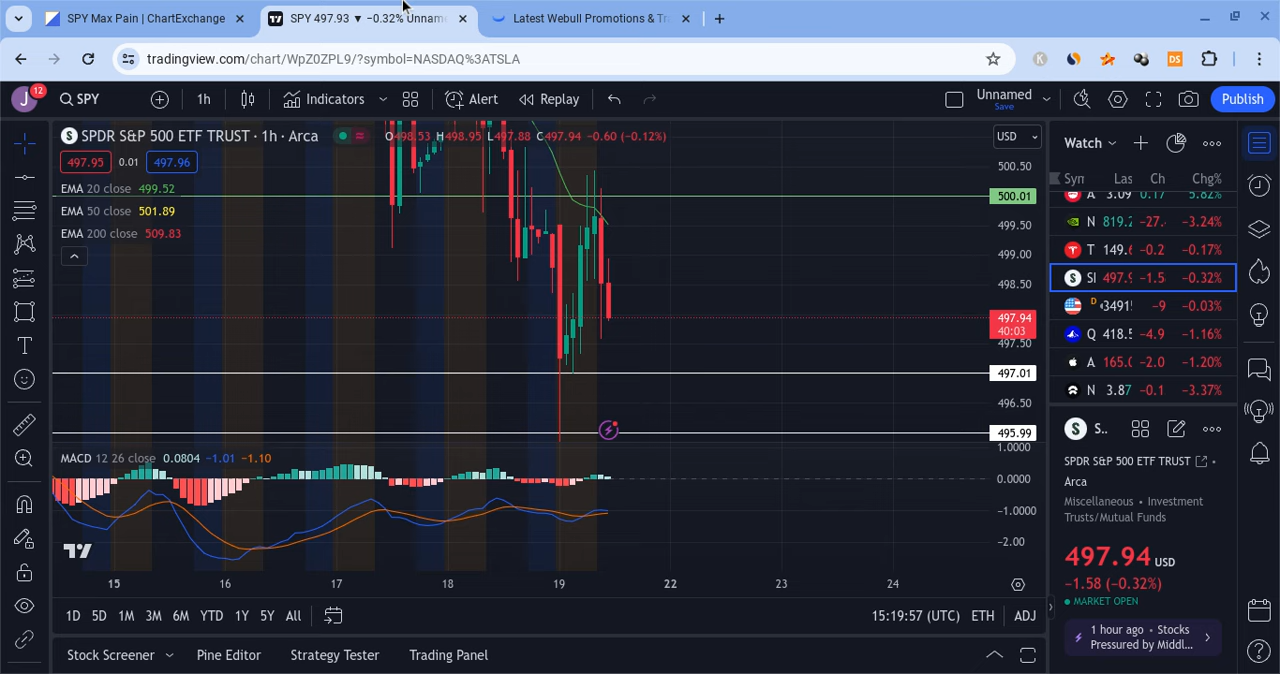 SPY Max Pain | ChartExchange
SPY 497.93 ▼ −0.32% Unnam
Latest Webull Promotions & Tr
tradingview.com/chart/WpZ0ZPL9/?symbol=NASDAQ%3ATSLA
K
DS
J
12
SPY
1h
Indicators
Alert
Replay
Unnamed
Save
Publish
S SPDR S&P 500 ETF TRUST · 1h · Arca
O498.53 H498.95 L497.88 C497.94 −0.60 (−0.12%)
USD
497.95 0.01 497.96
EMA 20 close 499.52
EMA 50 close 501.89
EMA 200 close 509.83
500.50
500.01
499.50
499.00
498.50
497.94
40:03
497.50
497.01
496.50
495.99
MACD 12 26 close 0.0804 −1.01 −1.10
1.0000
0.0000
−1.0000
−2.00
15 16 17 18 19 22 23 24
1D 5D 1M 3M 6M YTD 1Y 5Y All
15:19:57 (UTC) ETH ADJ
Stock Screener Pine Editor Strategy Tester Trading Panel
Watch
Syn Las Ch Chg%
A 3.09 0.17 5.82%
N 819.2 −27. −3.24%
T 149. −0.2 −0.17%
S 497.9 −1.5 −0.32%
D 3491 −9 −0.03%
Q 418.5 −4.9 −1.16%
A 165.0 −2.0 −1.20%
N 3.87 −0.1 −3.37%
S S..
SPDR S&P 500 ETF TRUST
Arca
Miscellaneous • Investment
Trusts/Mutual Funds
497.94 USD
−1.58 (−0.32%)
MARKET OPEN
1 hour ago • Stocks
Pressured by Middl...